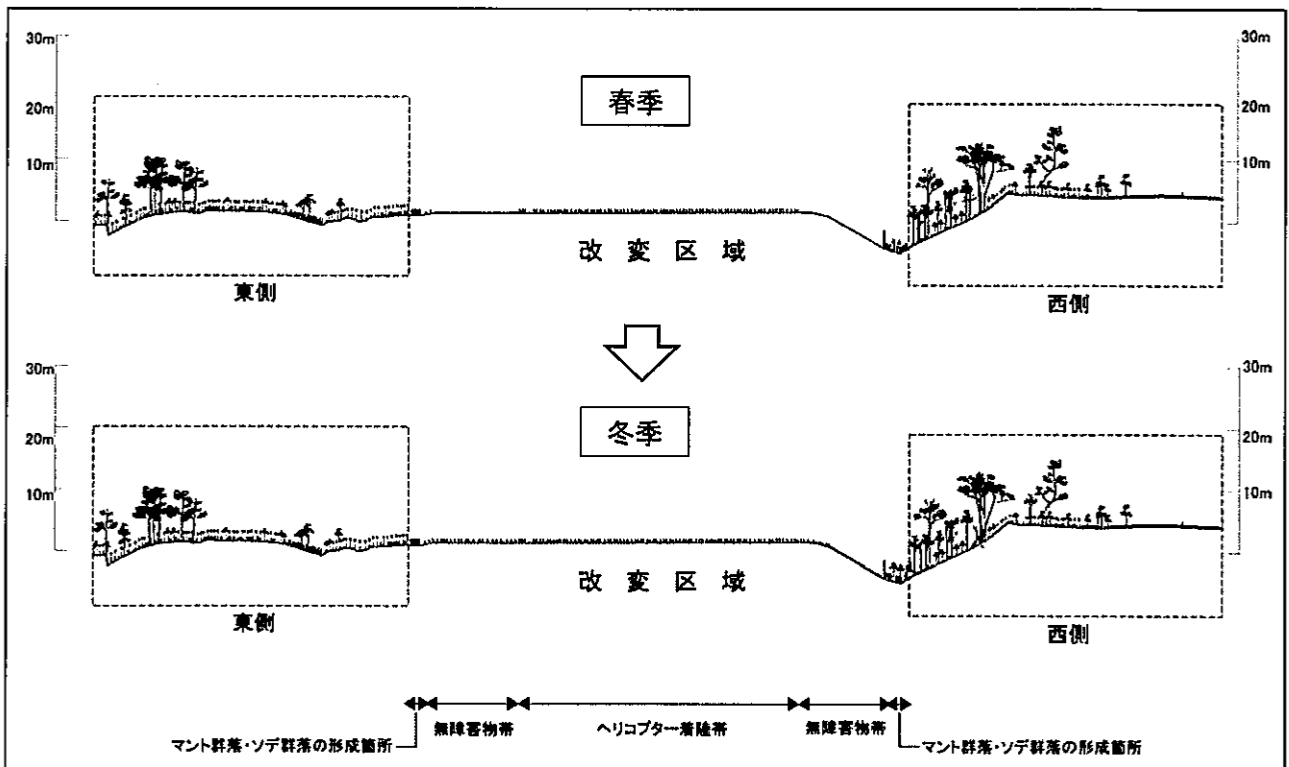 30m
20m
10m
春季
30m
20m
10m
改変区域
東側
西側
30m
20m
10m
冬季
30m
20m
10m
改変区域
東側
西側
無障害物帯
ヘリコプター着陸帯
無障害物帯
マント群落・ソデ群落の形成箇所
マント群落・ソデ群落の形成箇所